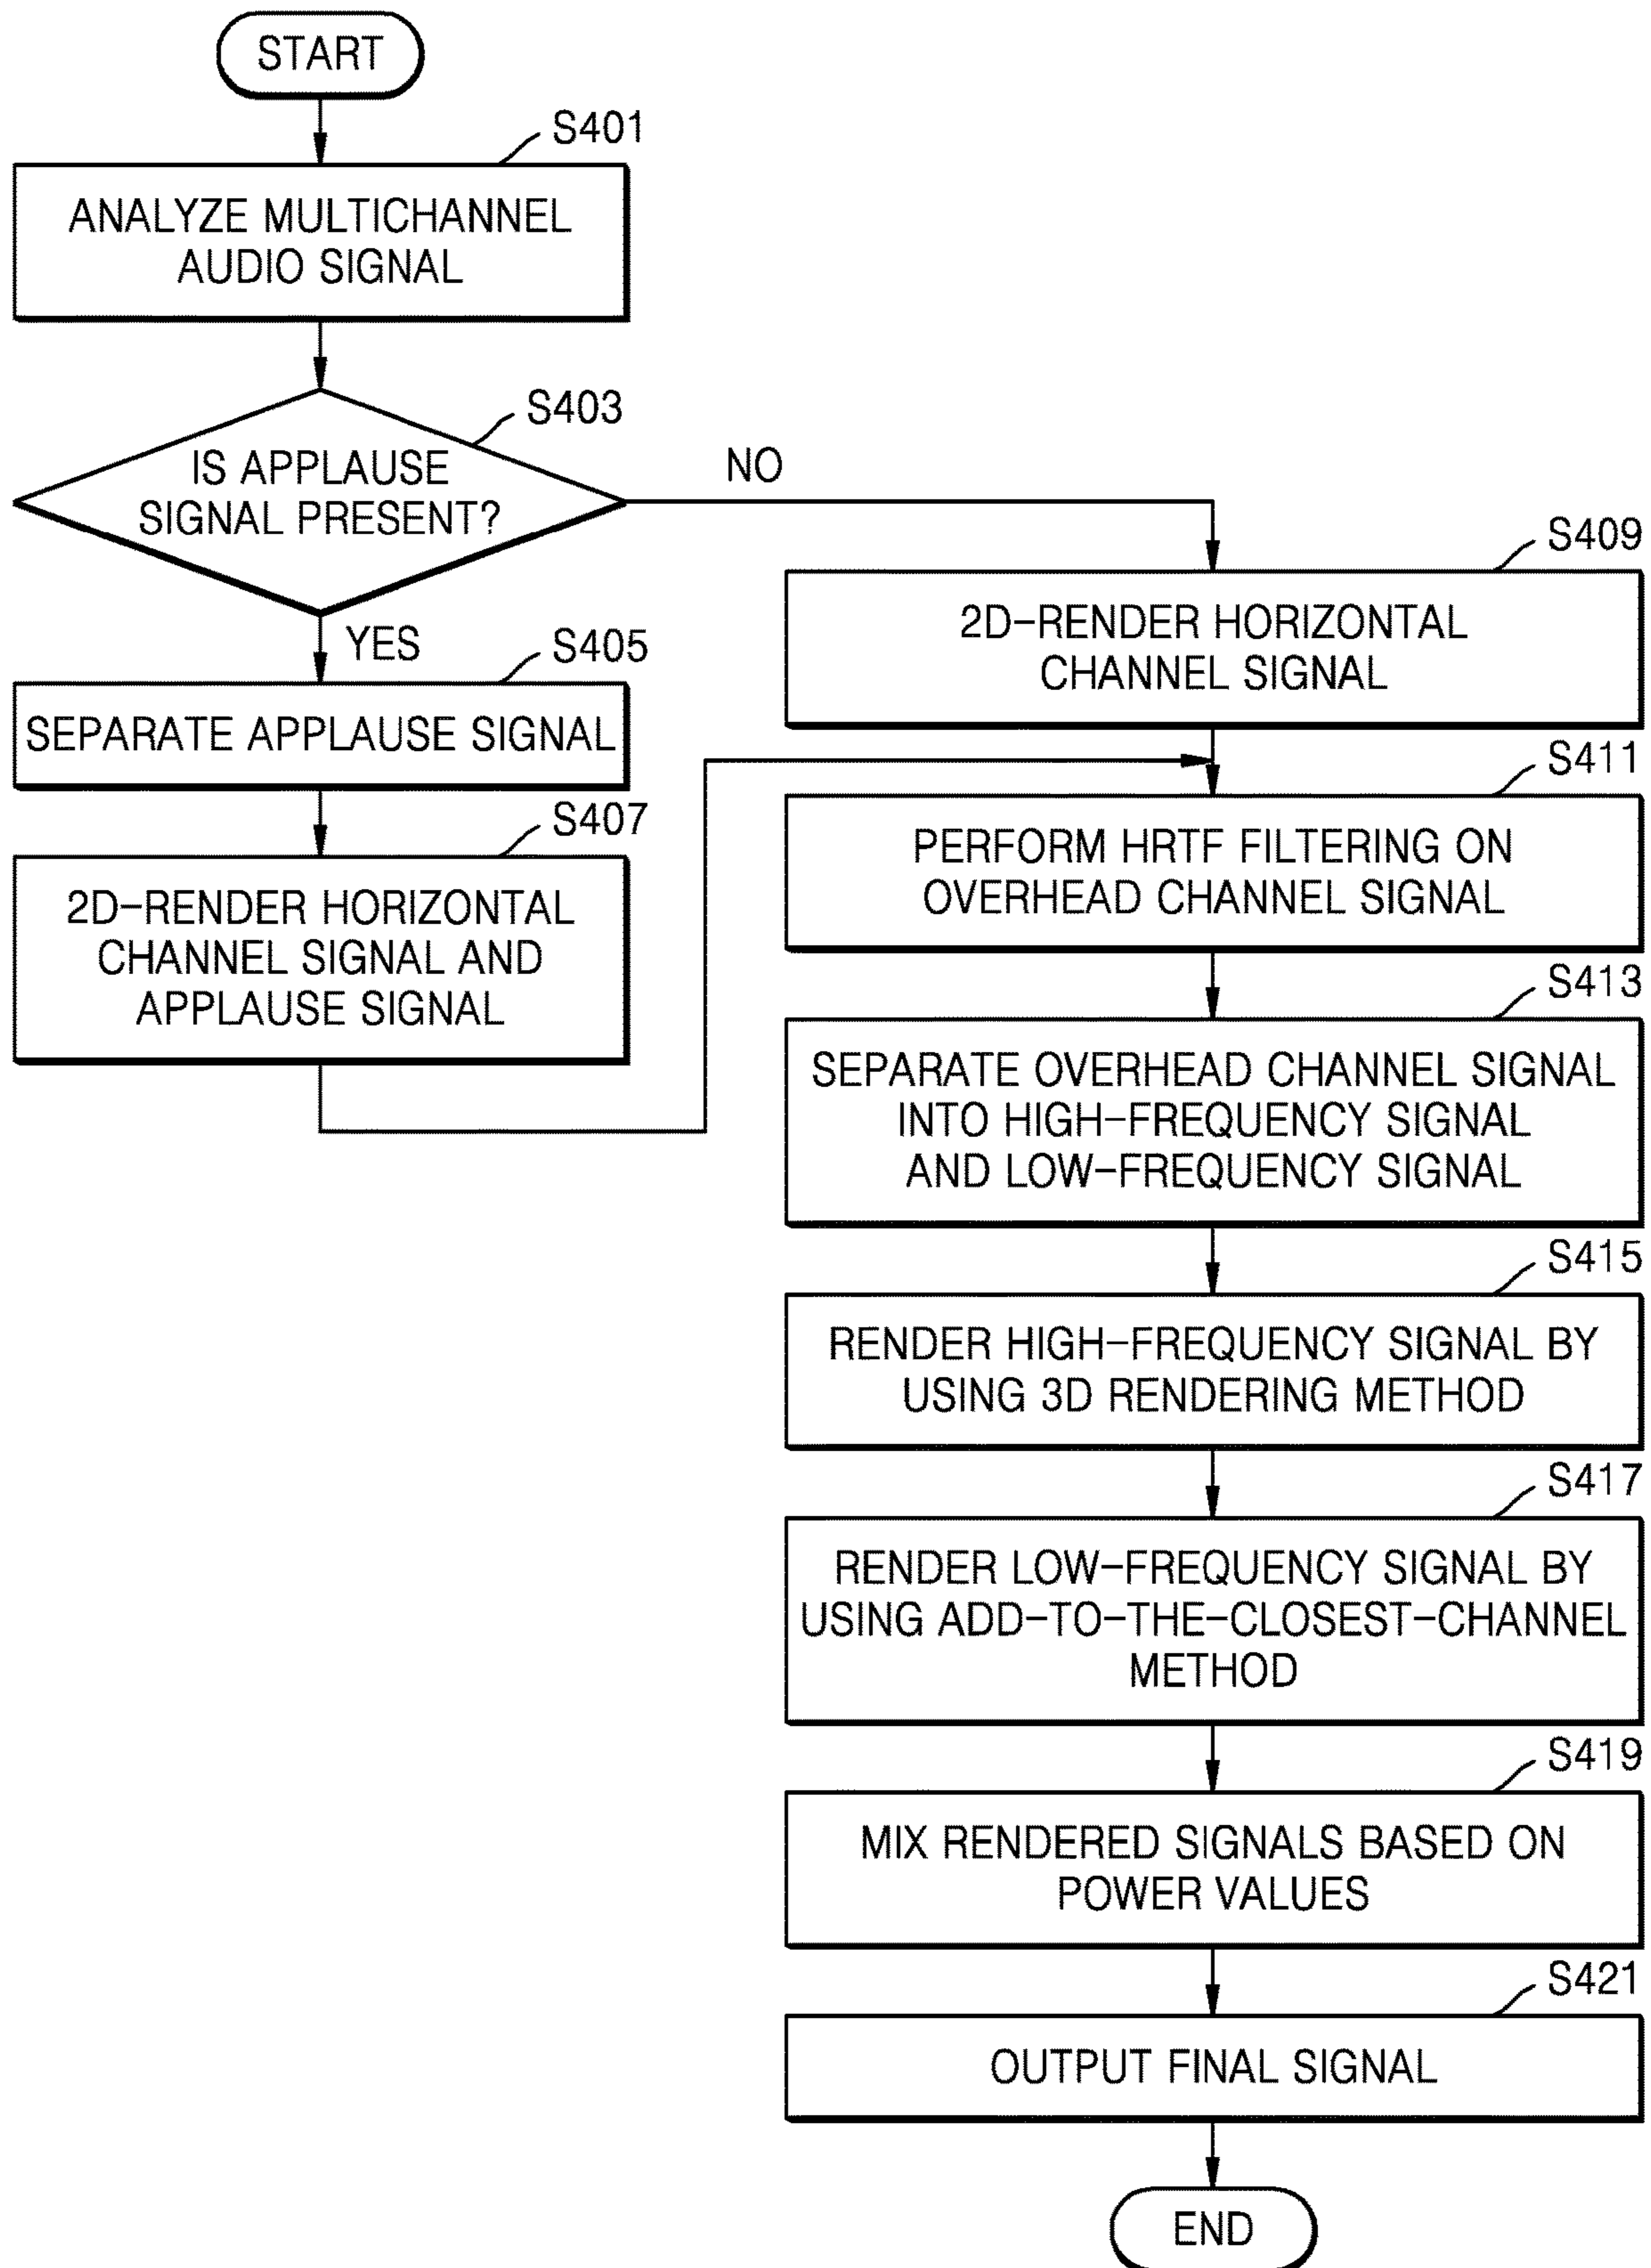 START
S401
ANALYZE MULTICHANNEL
AUDIO SIGNAL
S403
IS APPLAUSE
SIGNAL PRESENT?
NO
YES
S405
SEPARATE APPLAUSE SIGNAL
S407
2D-RENDER HORIZONTAL
CHANNEL SIGNAL AND
APPLAUSE SIGNAL
S409
2D-RENDER HORIZONTAL
CHANNEL SIGNAL
S411
PERFORM HRTF FILTERING ON
OVERHEAD CHANNEL SIGNAL
S413
SEPARATE OVERHEAD CHANNEL SIGNAL
INTO HIGH-FREQUENCY SIGNAL
AND LOW-FREQUENCY SIGNAL
S415
RENDER HIGH-FREQUENCY SIGNAL BY
USING 3D RENDERING METHOD
S417
RENDER LOW-FREQUENCY SIGNAL BY
USING ADD-TO-THE-CLOSEST-CHANNEL
METHOD
S419
MIX RENDERED SIGNALS BASED ON
POWER VALUES
S421
OUTPUT FINAL SIGNAL
END